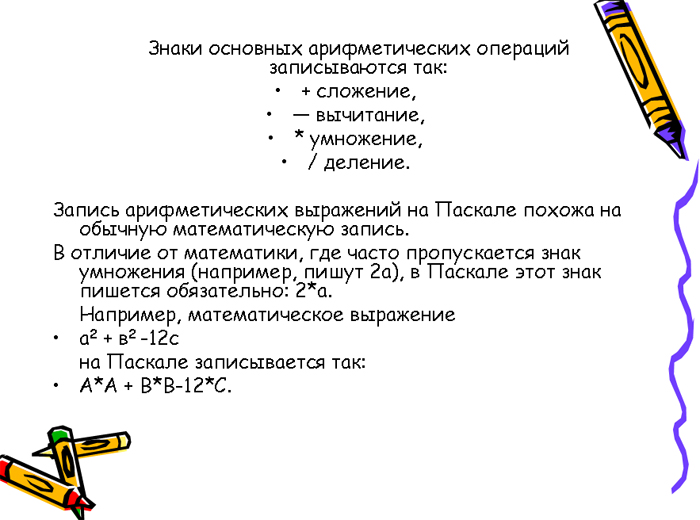 Знаки основных арифметических операций
записываются так:
• + сложение,
• — вычитание,
• * умножение,
• / деление.
Запись арифметических выражений на Паскале похожа на
обычную математическую запись.
В отличие от математики, где часто пропускается знак
умножения (например, пишут 2а), в Паскале этот знак
пишется обязательно: 2*а.
Например, математическое выражение
• а² + в² -12с
на Паскале записывается так:
• А*А + В*В-12*С.